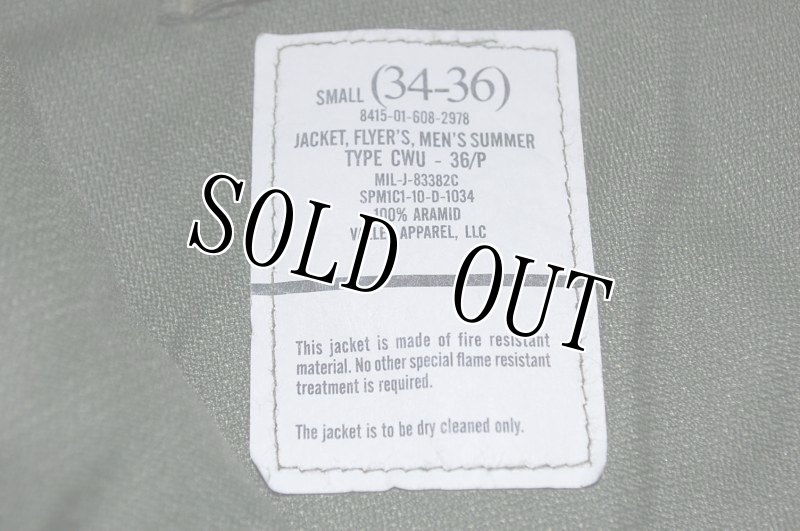 SMALL (34-36)
8415-01-608-2978
JACKET, FLYER'S, MEN'S SUMMER
TYPE CWU - 36/P
MIL-J-83382C
SPM1C1-10-D-1034
100% ARAMID
VALLEY APPAREL, LLC
SOLD OUT
This jacket is made of fire resistant
material. No other special flame resistant
treatment is required.
The jacket is to be dry cleaned only.